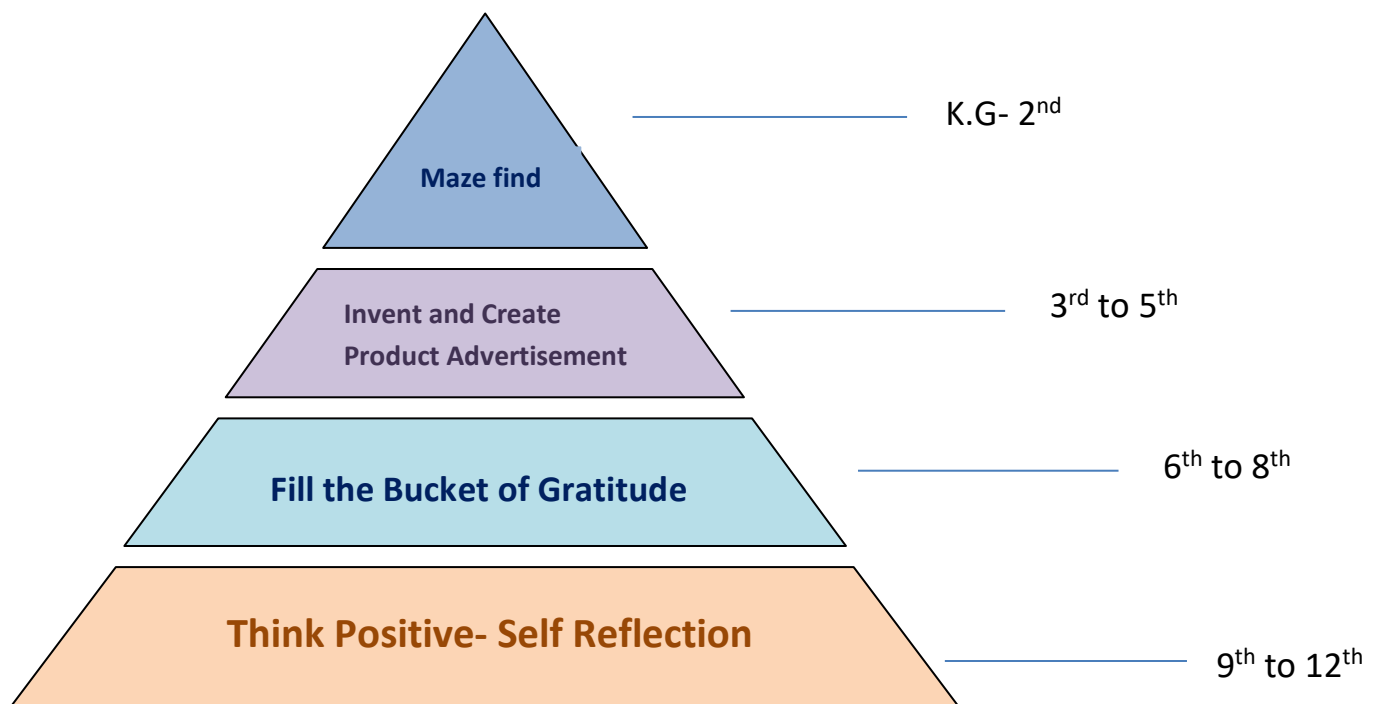 K.G- 2nd
Maze find
3rd to 5th
Invent and Create
Product Advertisement
6th to 8th
Fill the Bucket of Gratitude
Think Positive- Self Reflection
9th to 12th